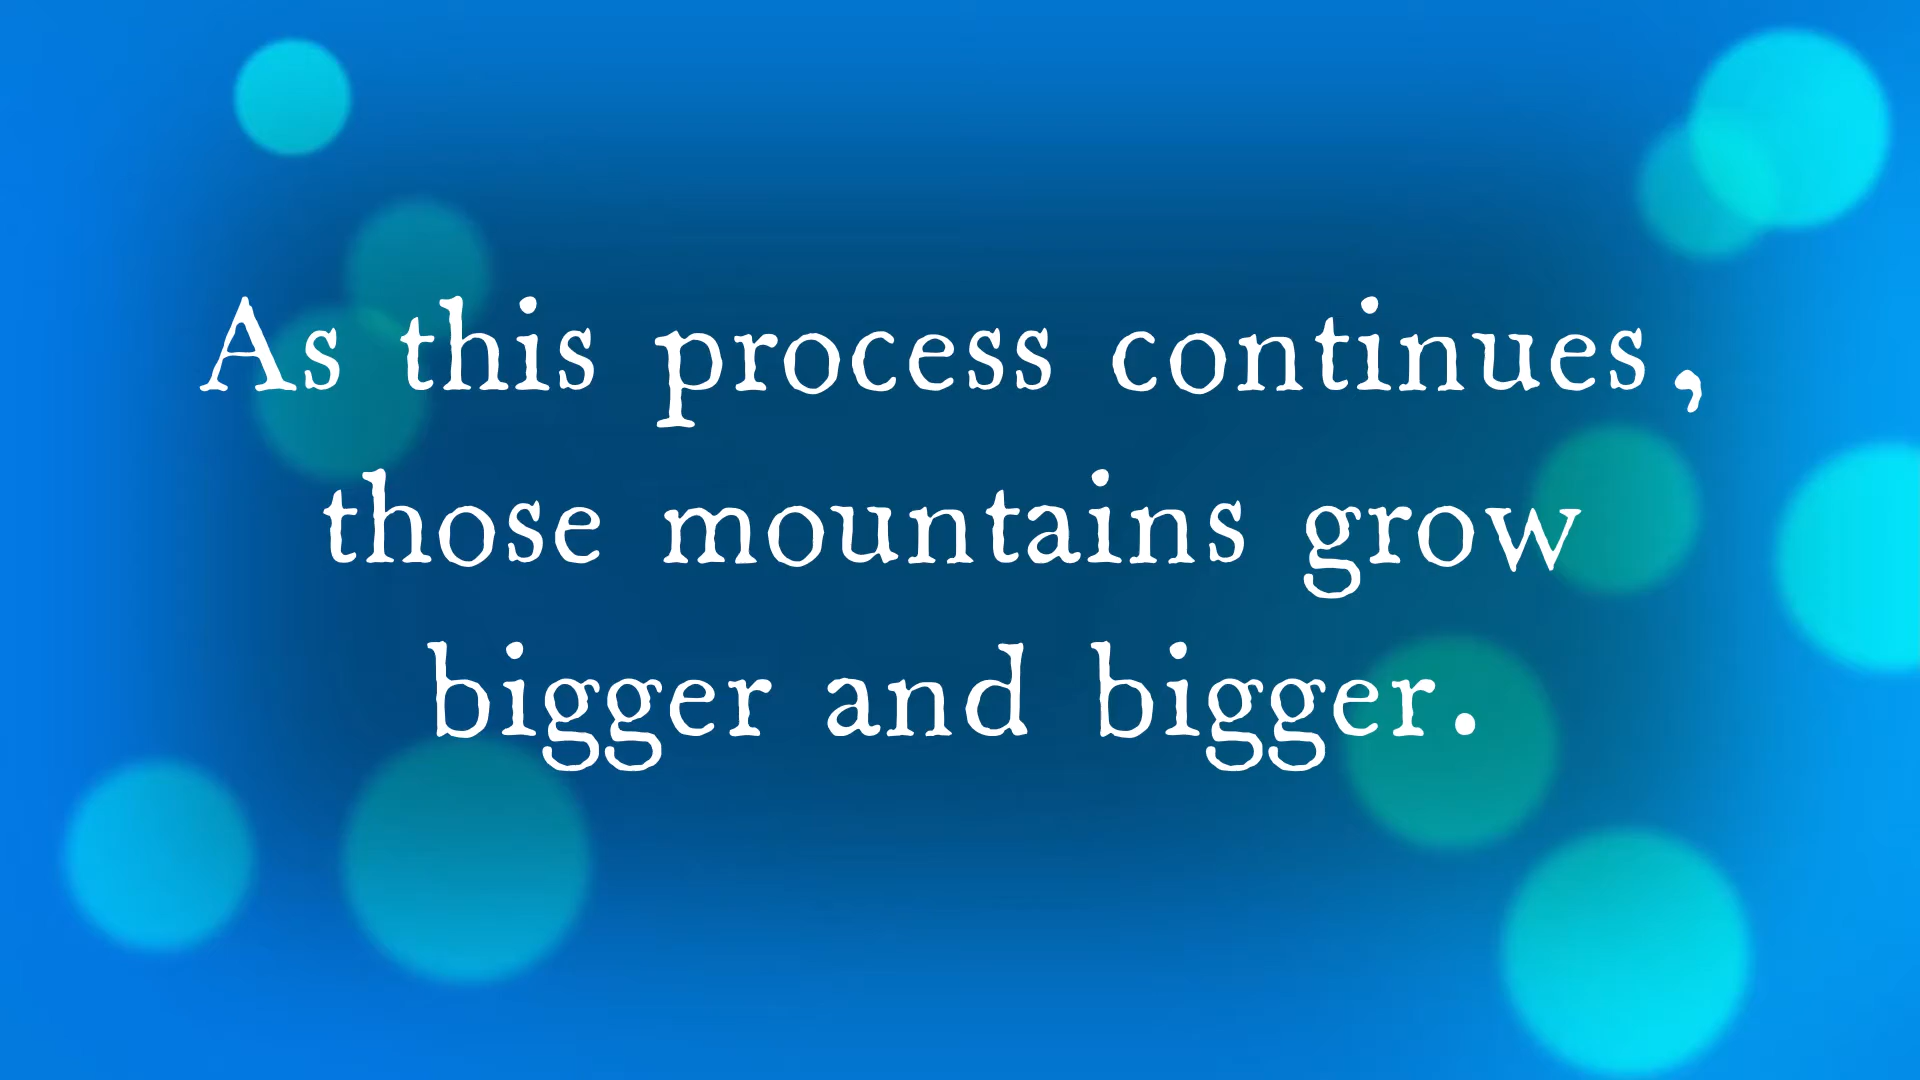 As this process continues,
those mountains grow
bigger and bigger.